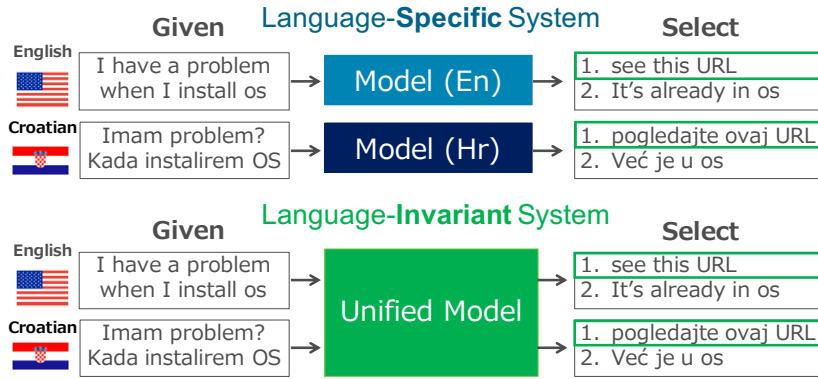 Language-Specific System
Given
Select
English
I have a problem
when I install os
Model (En)
1. see this URL
2. It's already in os
Croatian
Imam problem?
Kada instalirem OS
Model (Hr)
1. pogledajte ovaj URL
2. Već je u os
Language-Invariant System
Given
Select
English
I have a problem
when I install os
Unified Model
1. see this URL
2. It's already in os
Croatian
Imam problem?
Kada instalirem OS
1. pogledajte ovaj URL
2. Već je u os